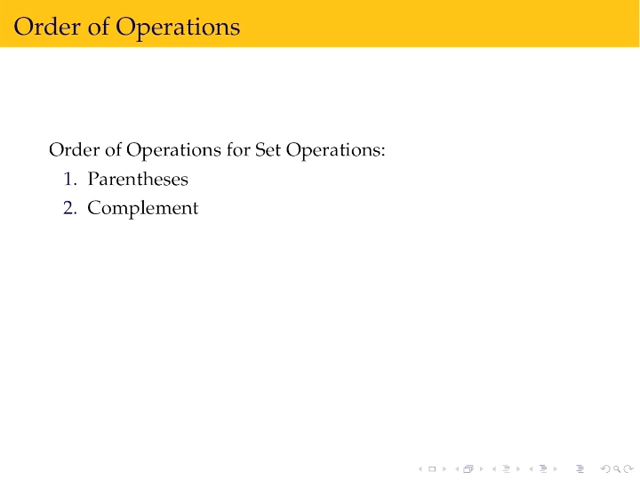 Order of Operations
Order of Operations for Set Operations:
1. Parentheses
2. Complement